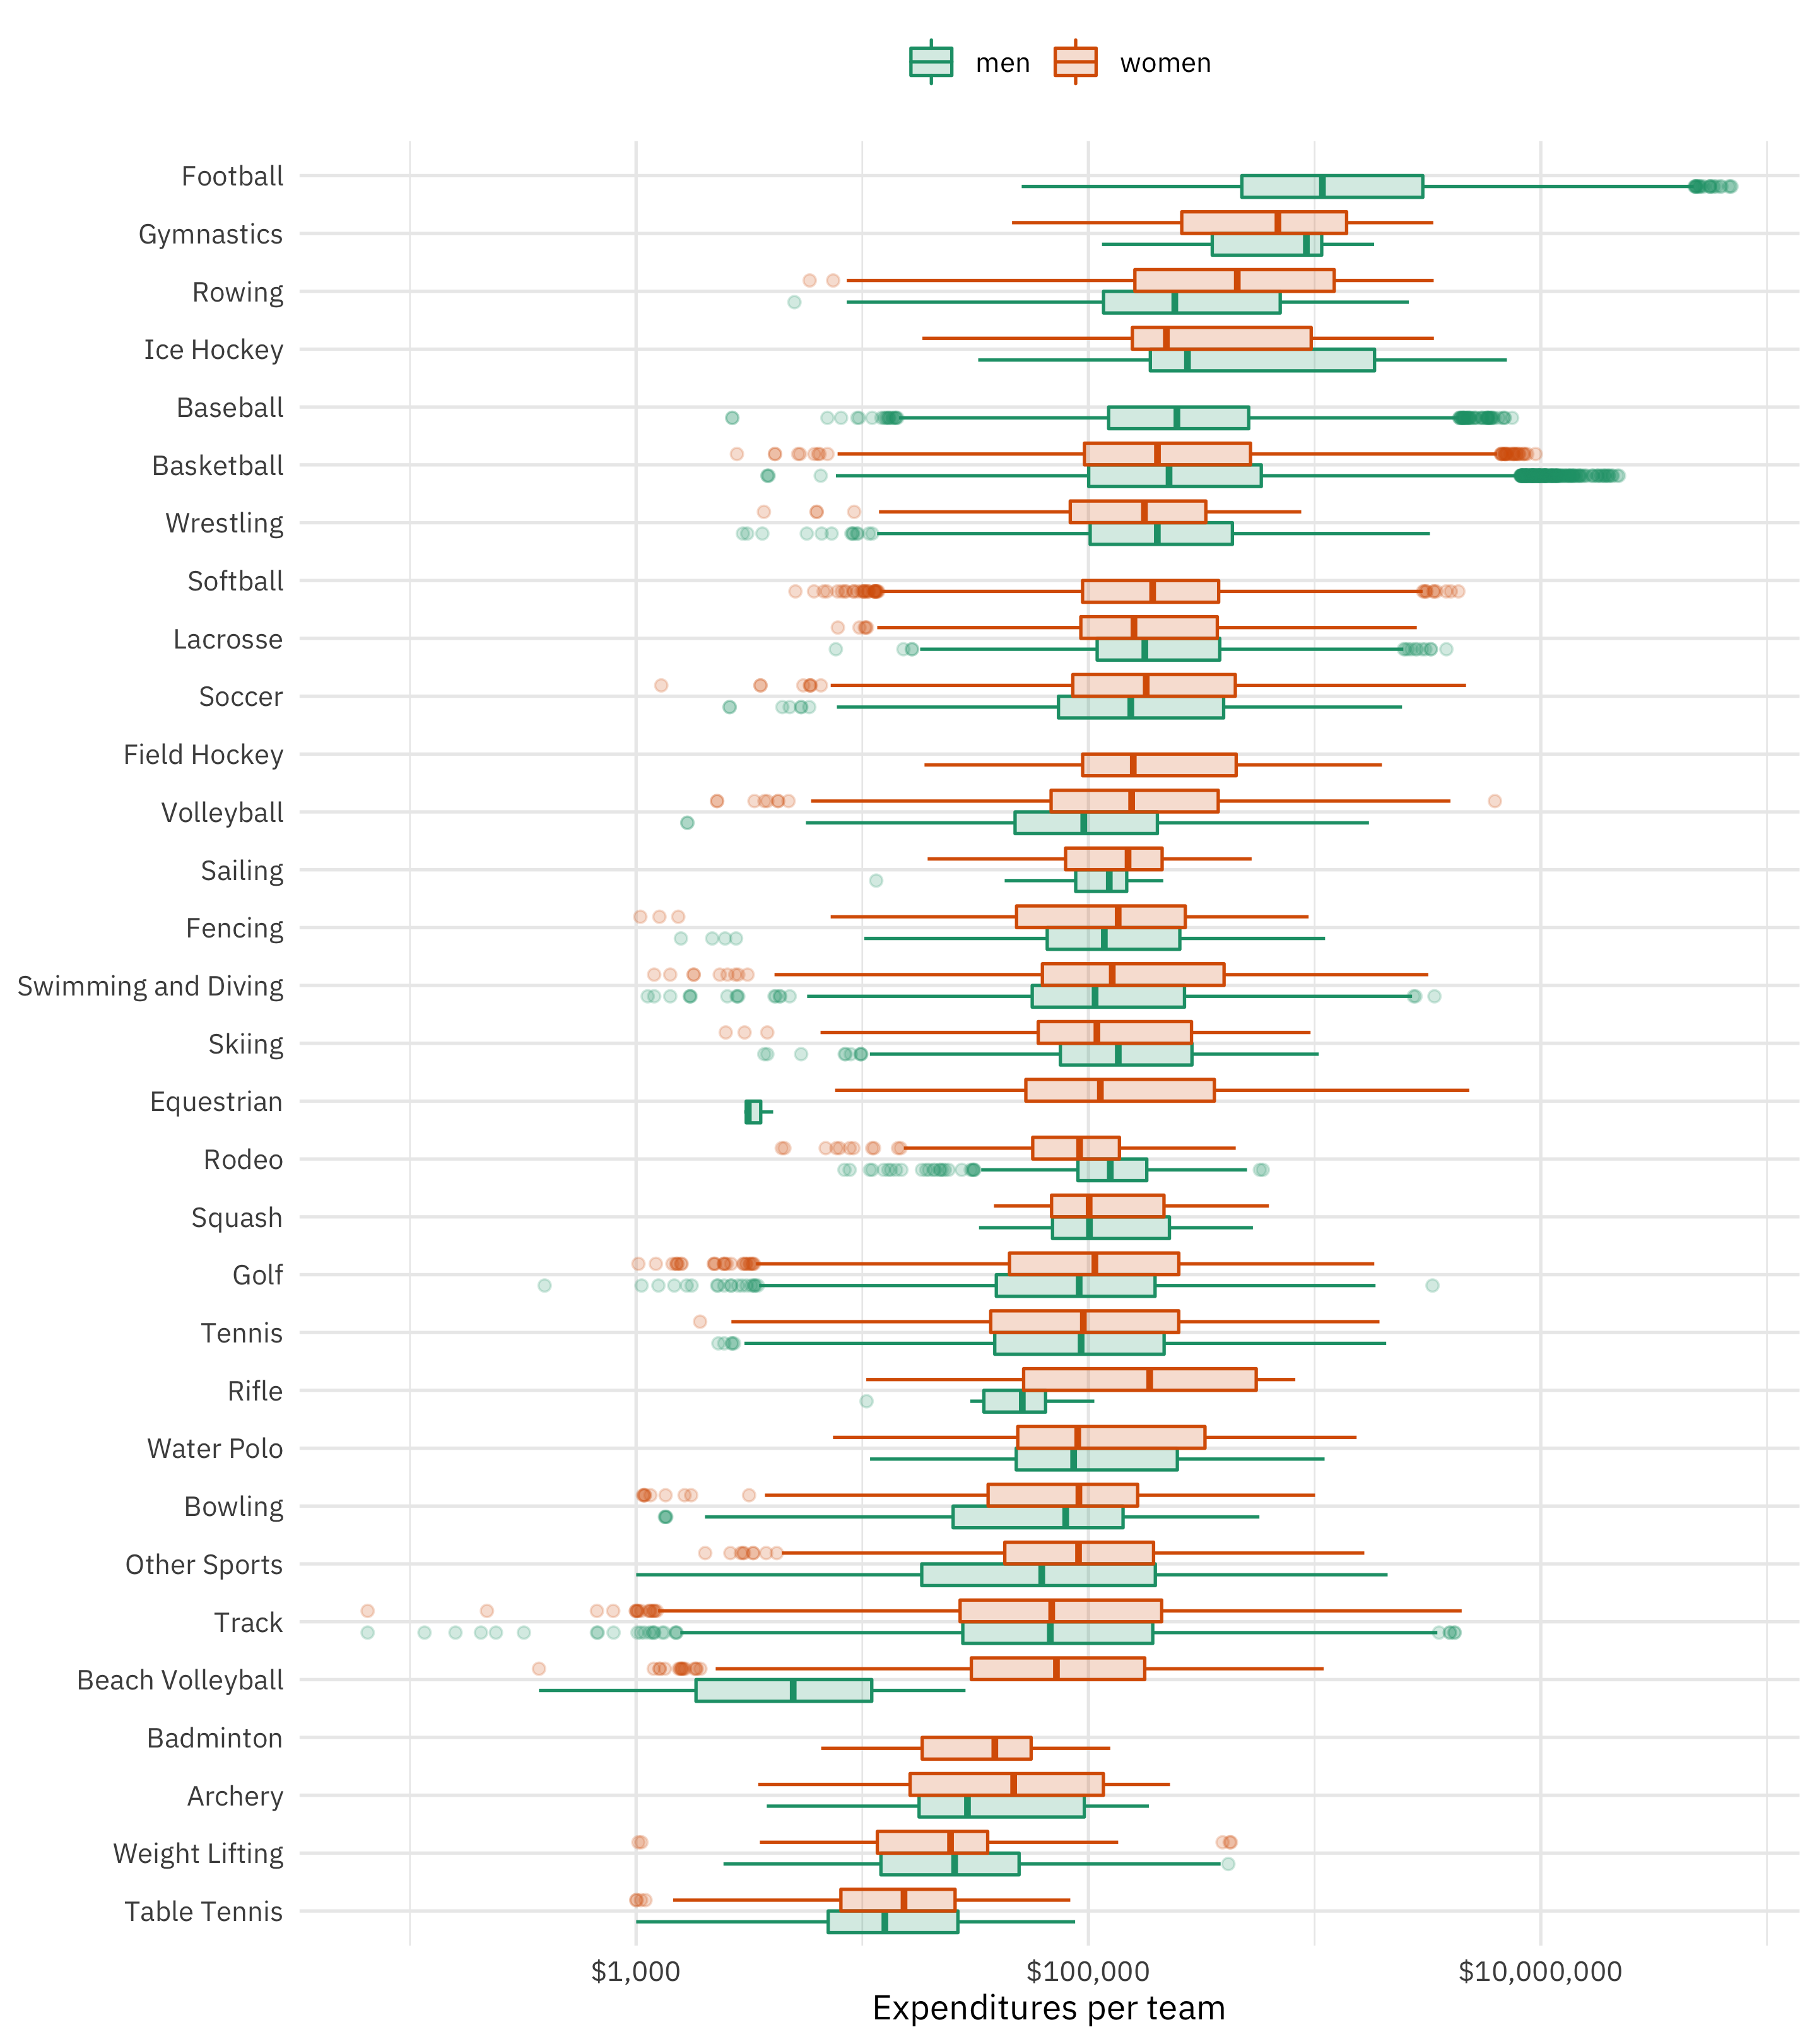 men women
Football
Gymnastics
Rowing
Ice Hockey
Baseball
Basketball
Wrestling
Softball
Lacrosse
Soccer
Field Hockey
Volleyball
Sailing
Fencing
Swimming and Diving
Skiing
Equestrian
Rodeo
Squash
Golf
Tennis
Rifle
Water Polo
Bowling
Other Sports
Track
Beach Volleyball
Badminton
Archery
Weight Lifting
Table Tennis
$1,000 $100,000 $10,000,000
Expenditures per team